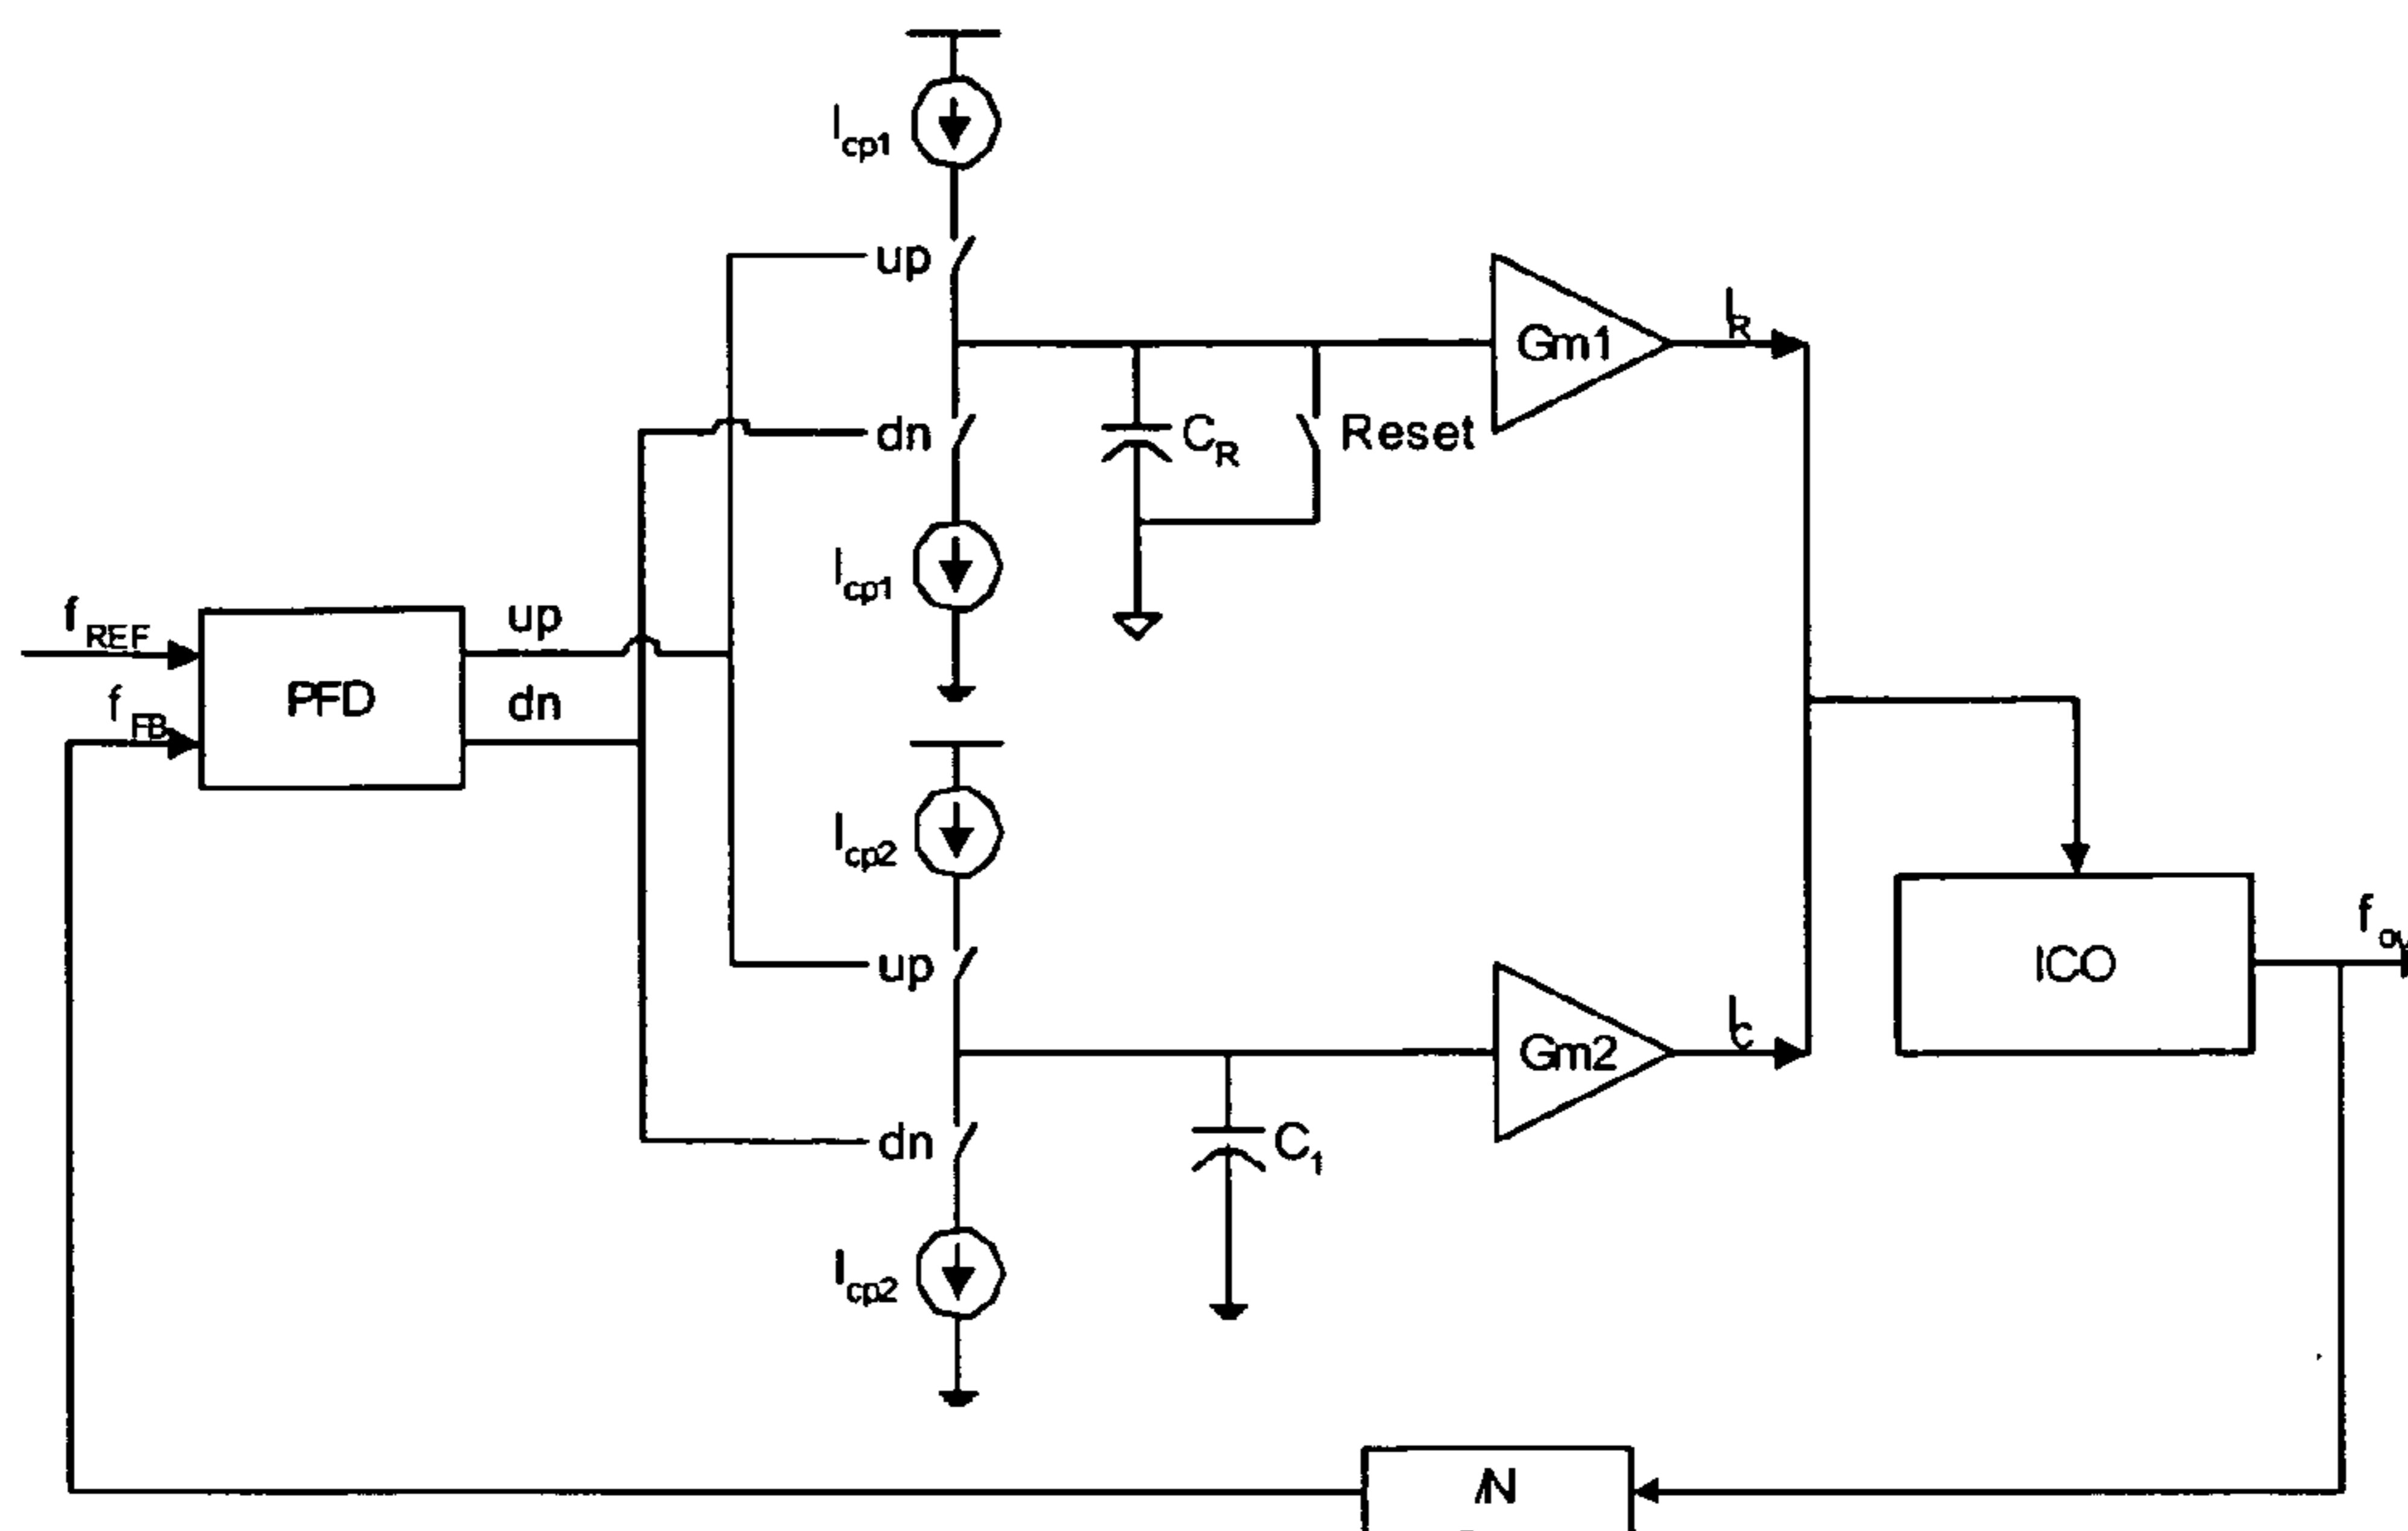 Icp1
up
Gm1
IR
dn
CR
Reset
Icp1
fREF
up
PFD
fFB
dn
Icp2
up
ICO
Gm2
IC
dn
C1
Icp2
/N